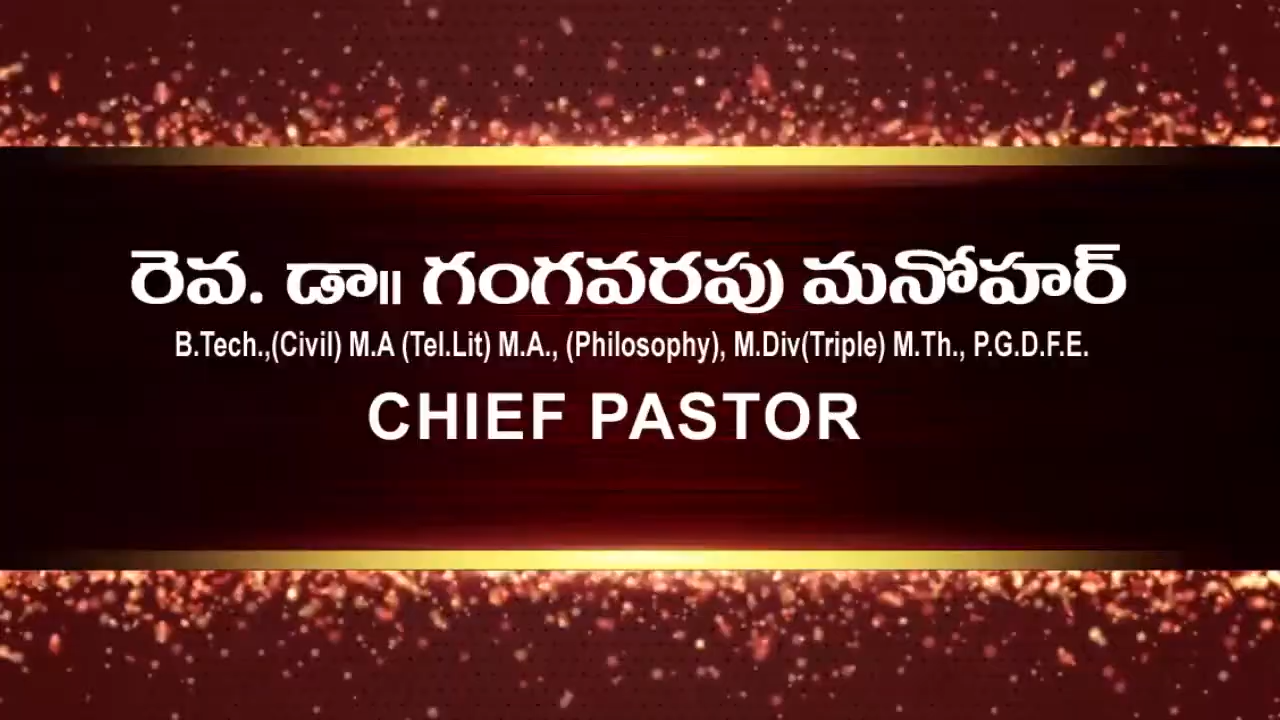 రెవ. డా॥ గంగవరపు మనోహర్
B.Tech.,(Civil) M.A (Tel.Lit) M.A., (Philosophy), M.Div(Triple) M.Th., P.G.D.F.E.
CHIEF PASTOR